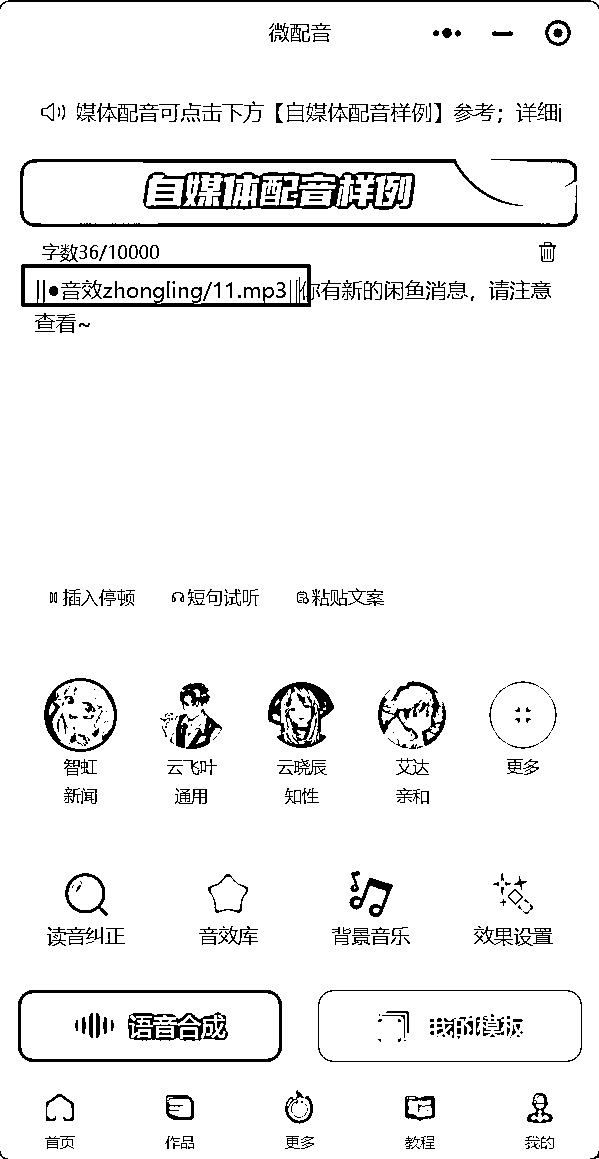 微配音
媒体配音可点击下方【自媒体配音样例】参考；详细i
自媒体配音样例
字数36/10000
||●音效zhongling/11.mp3||你有新的闲鱼消息，请注意
查看~
插入停顿 短句试听 粘贴文案
智虹 云飞叶 云晓辰 艾达 更多
新闻 通用 知性 亲和
读音纠正 音效库 背景音乐 效果设置
语音合成 我的模板
首页 作品 更多 教程 我的